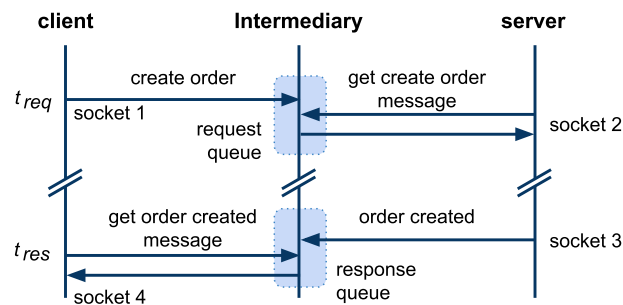 client
Intermediary
server
create order
get create order
message
t req
socket 1
request
queue
socket 2
get order created
message
order created
t res
socket 3
response
queue
socket 4